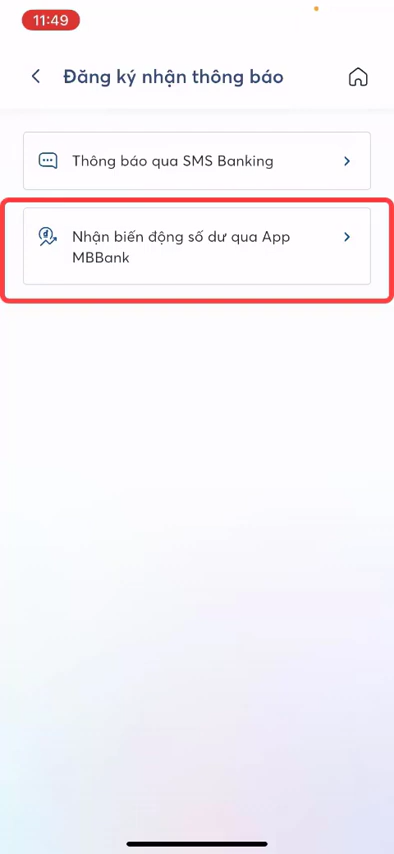 11:49
Đăng ký nhận thông báo
Thông báo qua SMS Banking
Nhận biến động số dư qua App
MBBank